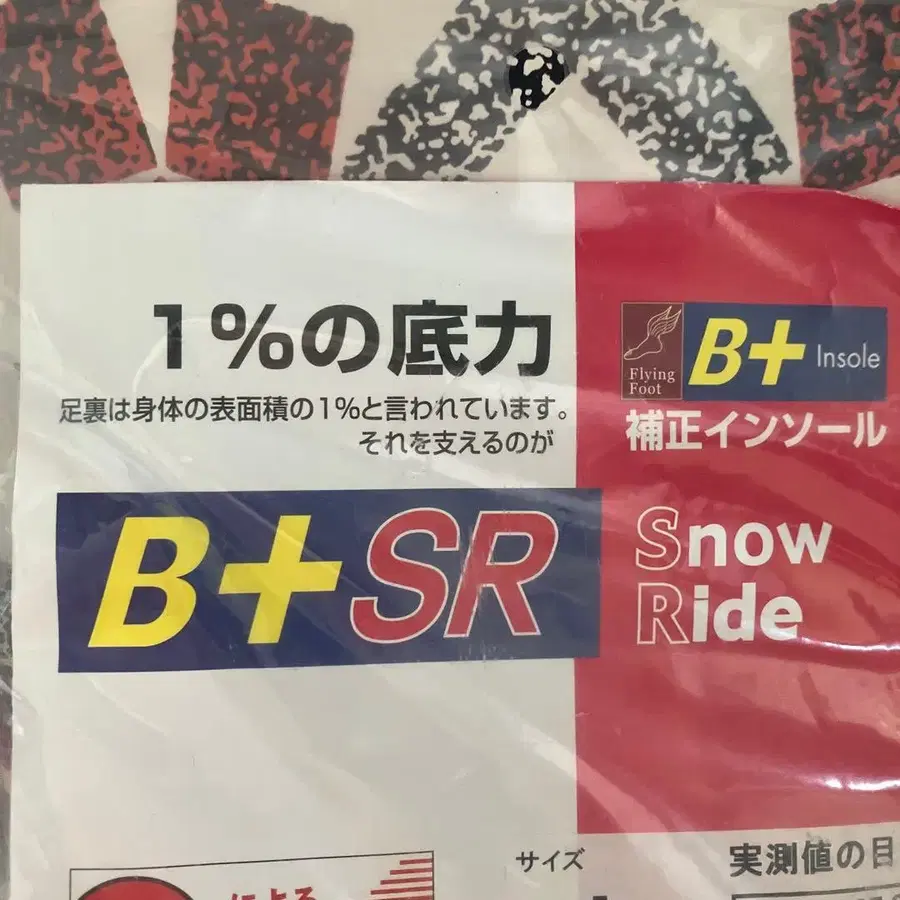 1%の底力
足裏は身体の表面積の1%と言われています。
それを支えるのが
B+SR
Flying
Foot
B+ Insole
補正インソール
Snow
Ride
サイズ
実測値の目
による